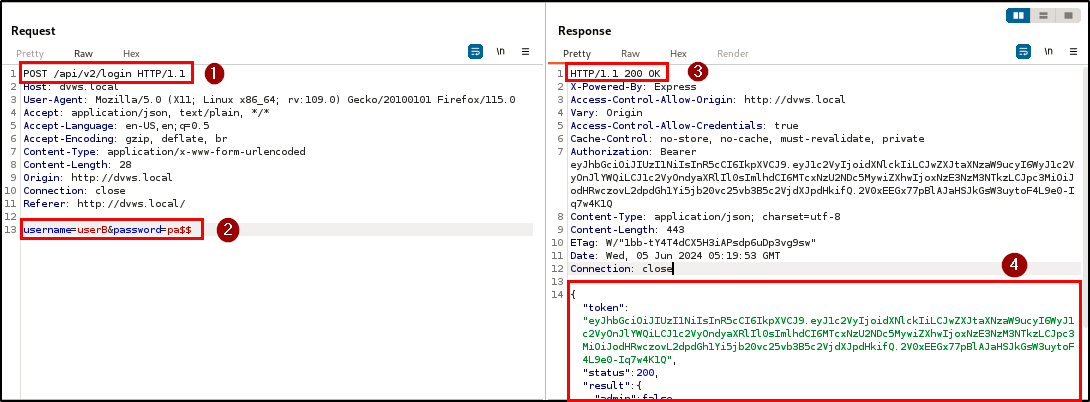 Request
Pretty Raw Hex
\n
1 POST /api/v2/login HTTP/1.1
1
2 Host: dvws.local
3 User-Agent: Mozilla/5.0 (X11; Linux x86_64; rv:109.0) Gecko/20100101 Firefox/115.0
4 Accept: application/json, text/plain, */*
5 Accept-Language: en-US,en;q=0.5
6 Accept-Encoding: gzip, deflate, br
7 Content-Type: application/x-www-form-urlencoded
8 Content-Length: 28
9 Origin: http://dvws.local
10 Connection: close
11 Referer: http://dvws.local/
12
13 username=userB&password=pa$$
2
Response
Pretty Raw Hex Render
\n
1 HTTP/1.1 200 OK
3
2 X-Powered-By: Express
3 Access-Control-Allow-Origin: http://dvws.local
4 Vary: Origin
5 Access-Control-Allow-Credentials: true
6 Cache-Control: no-store, no-cache, must-revalidate, private
7 Authorization: Bearer
8 Content-Type: application/json; charset=utf-8
9 Content-Length: 443
10 ETag: W/"1bb-tY4T4dCX5H3iAPsdp6uDp3vg9sw"
11 Date: Wed, 05 Jun 2024 05:19:53 GMT
12 Connection: close
4
13
14 {
"token":
"status":200,
"result":{
"admin":false,